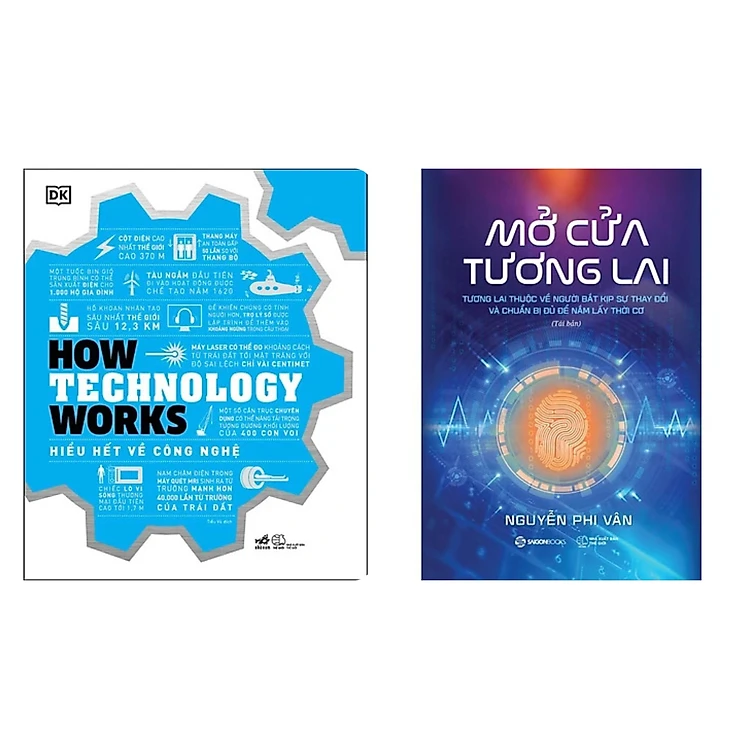 DK
CỘT ĐIỆN CAO
NHẤT THẾ GIỚI
CAO 370 M
THANG MÁY
AN TOÀN GẤP
50 LẦN SO VỚI
THANG BỘ
MỘT TUỐC BIN GIÓ
TRUNG BÌNH CÓ THỂ
SẢN XUẤT ĐIỆN CHO
1.000 HỘ GIA ĐÌNH
TÀU NGẦM ĐẦU TIÊN
ĐI VÀO HOẠT ĐỘNG ĐƯỢC
CHẾ TẠO NĂM 1620
HỐ KHOAN NHÂN TẠO
SÂU NHẤT THẾ GIỚI
SÂU 12,3 KM
ĐỂ KHIẾN CHÚNG CÓ TÍNH
NGƯỜI HƠN, TRỢ LÝ SỐ ĐƯỢC
LẬP TRÌNH ĐỂ THÊM VÀO
KHOẢNG NGỪNG TRONG CÂU THOẠI
MÁY LASER CÓ THỂ ĐO KHOẢNG CÁCH
TỪ TRÁI ĐẤT TỚI MẶT TRĂNG VỚI
ĐỘ SAI LỆCH CHỈ VÀI CENTIMET
HOW
TECHNOLOGY
WORKS
MỘT SỐ CẦN TRỤC CHUYÊN
DỤNG CÓ THỂ NÂNG TẢI TRỌNG
TƯƠNG ĐƯƠNG KHỐI LƯỢNG
CỦA 400 CON VOI
HIỂU HẾT VỀ CÔNG NGHỆ
CHIẾC LÒ VI
SÓNG THƯƠNG
MẠI ĐẦU TIÊN
CAO TỚI 1,7 M
NAM CHÂM ĐIỆN TRONG
MÁY QUÉT MRI SINH RA TỪ
TRƯỜNG MẠNH HƠN
40.000 LẦN TỪ TRƯỜNG
CỦA TRÁI ĐẤT
MỞ CỬA
TƯƠNG LAI
TƯƠNG LAI THUỘC VỀ NGƯỜI BẮT KỊP SỰ THAY ĐỔI
VÀ CHUẨN BỊ ĐỦ ĐỂ NẮM LẤY THỜI CƠ
(Tái bản)
NGUYỄN PHI VÂN
SAIGONBOOKS
NHÀ XUẤT BẢN
THẾ GIỚI